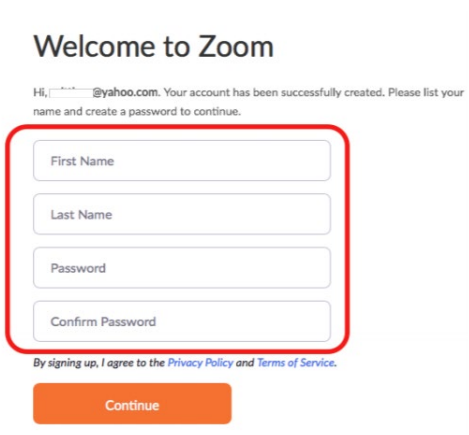 Welcome to Zoom
Hi, @yahoo.com. Your account has been successfully created. Please list your
name and create a password to continue.
First Name
Last Name
Password
Confirm Password
By signing up, I agree to the Privacy Policy and Terms of Service.
Continue